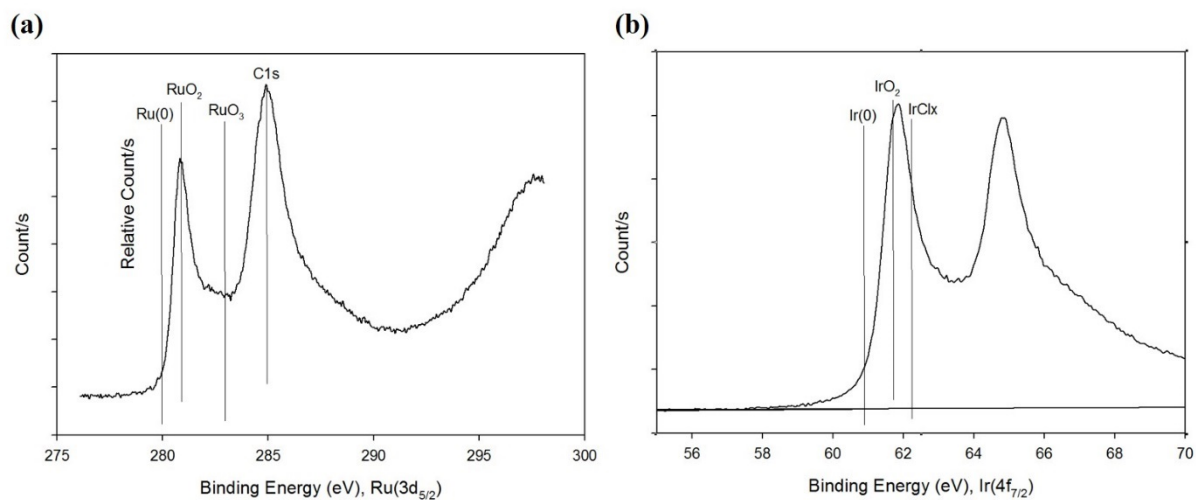 (a)
Count/s
Relative Count/s
Ru(0)
RuO2
RuO3
C1s
275 280 285 290 295 300
Binding Energy (eV), Ru(3d5/2)
(b)
Count/s
Ir(0)
IrO2
IrClx
56 58 60 62 64 66 68 70
Binding Energy (eV), Ir(4f7/2)